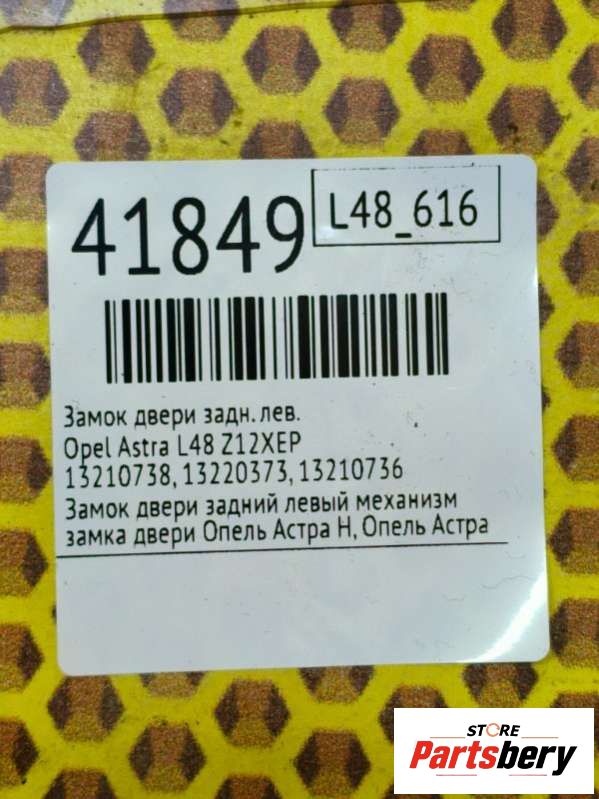 41849
L48_616
Замок двери задн. лев.
Opel Astra L48 Z12XEP
13210738, 13220373, 13210736
Замок двери задний левый механизм
замка двери Опель Астра H, Опель Астра
STORE
Partsbery